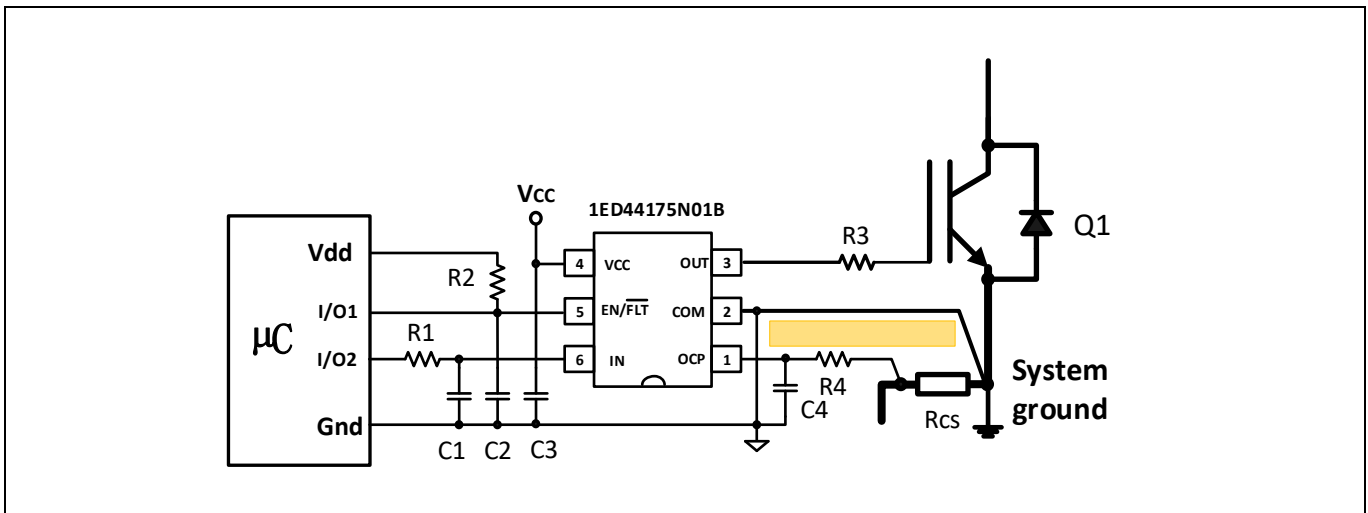 Vcc
1ED44175N01B
Vdd
R2
R3
Q1
4
VCC
OUT
3
I/O1
5
EN/FLT
COM
2
μC
R1
I/O2
6
IN
OCP
1
R4
C4
Rcs
System
ground
Gnd
C1
C2
C3